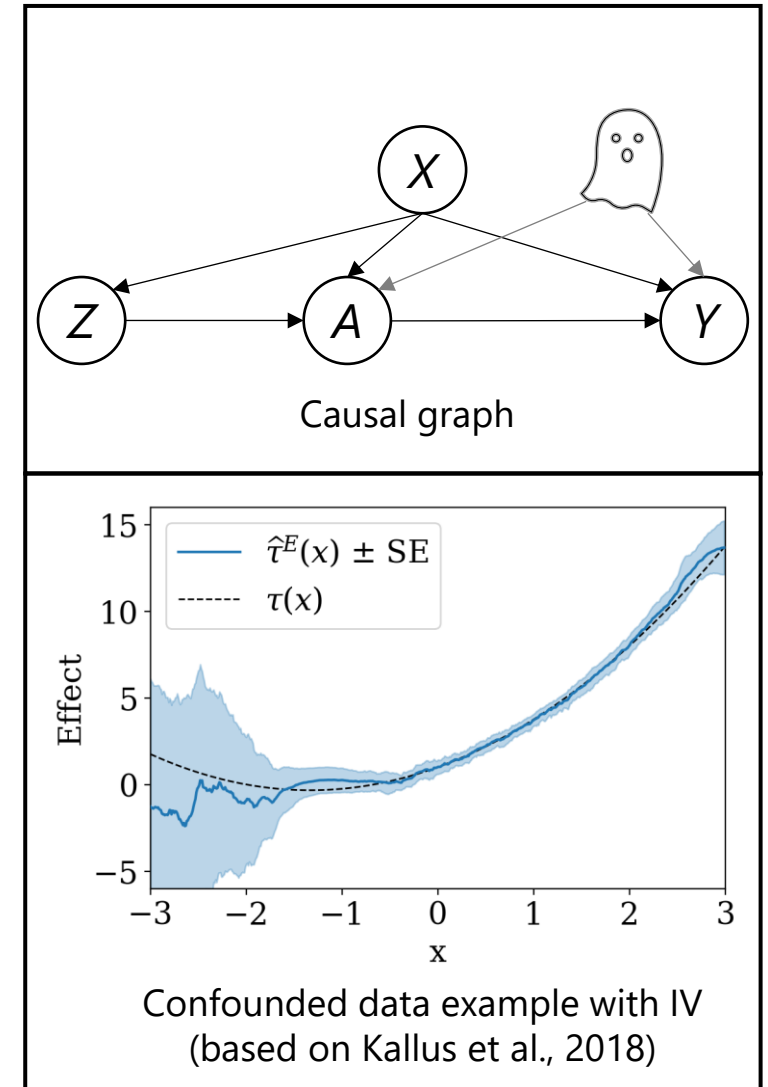 X
Z
A
Y
Causal graph
15
10
5
0
−5
Effect
τ̂ᴱ(x) ± SE
τ(x)
−3
−2
−1
0
1
2
3
x
Confounded data example with IV
(based on Kallus et al., 2018)